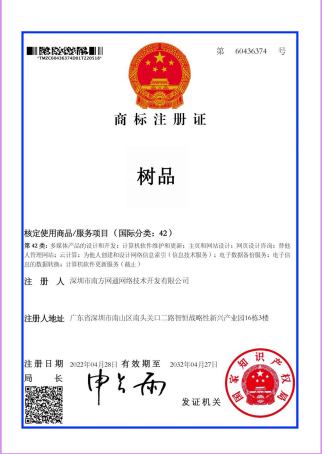 第 60436374 号
*TMZC60436374D01T220518*
商标注册证
树品
核定使用商品/服务项目（国际分类：42）
第42类：多媒体产品的设计和开发；计算机软件维护和更新；主页和网站设计；网页设计咨询；替他
人管理网站；云计算；为他人创建和设计网络信息索引（信息技术服务）；电子数据备份服务；电子信
息的数据转换；计算机软件更新服务（截止）
注 册 人 深圳市南方网通网络技术开发有限公司
注册人地址 广东省深圳市南山区南头关口二路智恒战略性新兴产业园16栋3楼
注册日期 2022年04月28日 有效期至 2032年04月27日
局 长
发证机关
国家知识产权局